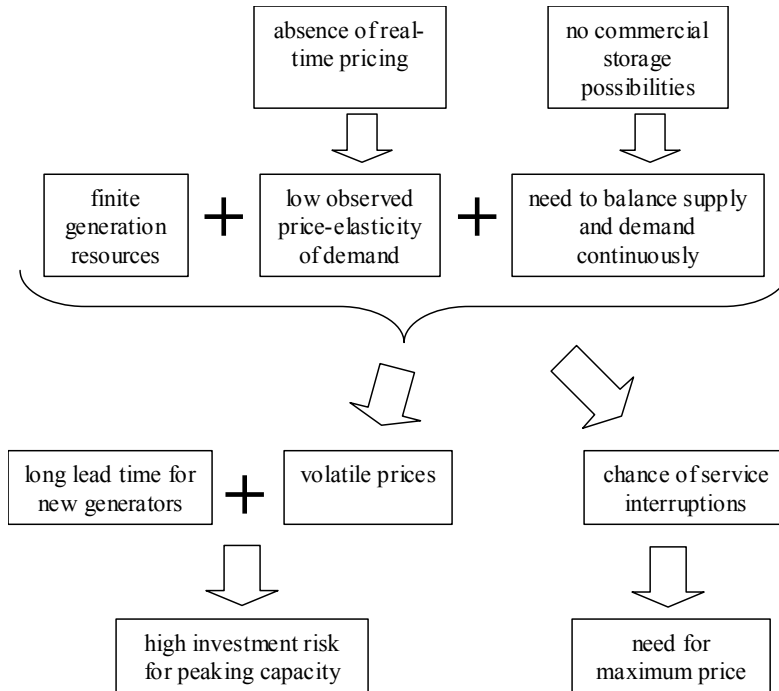 absence of real-
time pricing
no commercial
storage
possibilities
finite
generation
resources
+
low observed
price-elasticity
of demand
+
need to balance supply
and demand
continuously
long lead time for
new generators
+
volatile prices
chance of service
interruptions
high investment risk
for peaking capacity
need for
maximum price